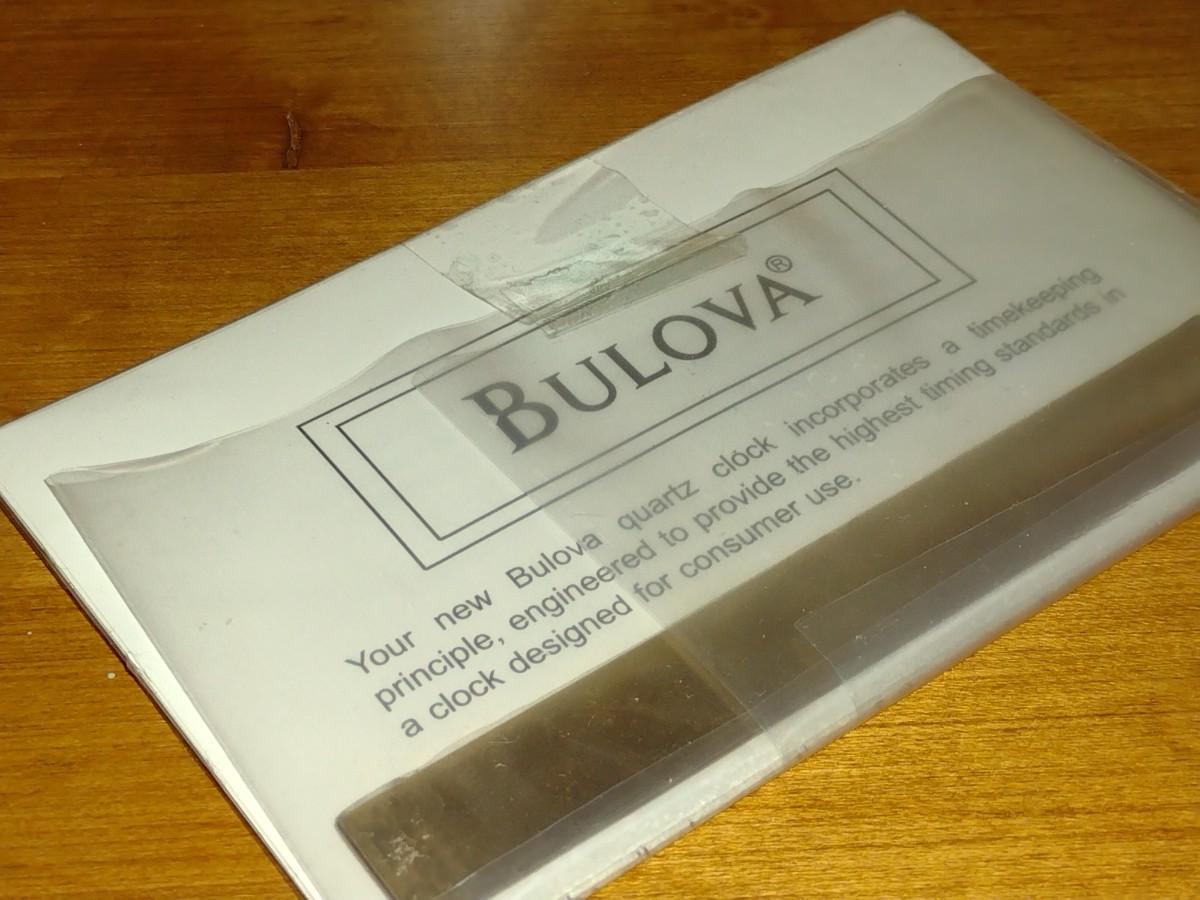 BULOVA®
Your new Bulova quartz clock incorporates a timekeeping
principle, engineered to provide the highest timing standards in
a clock designed for consumer use.